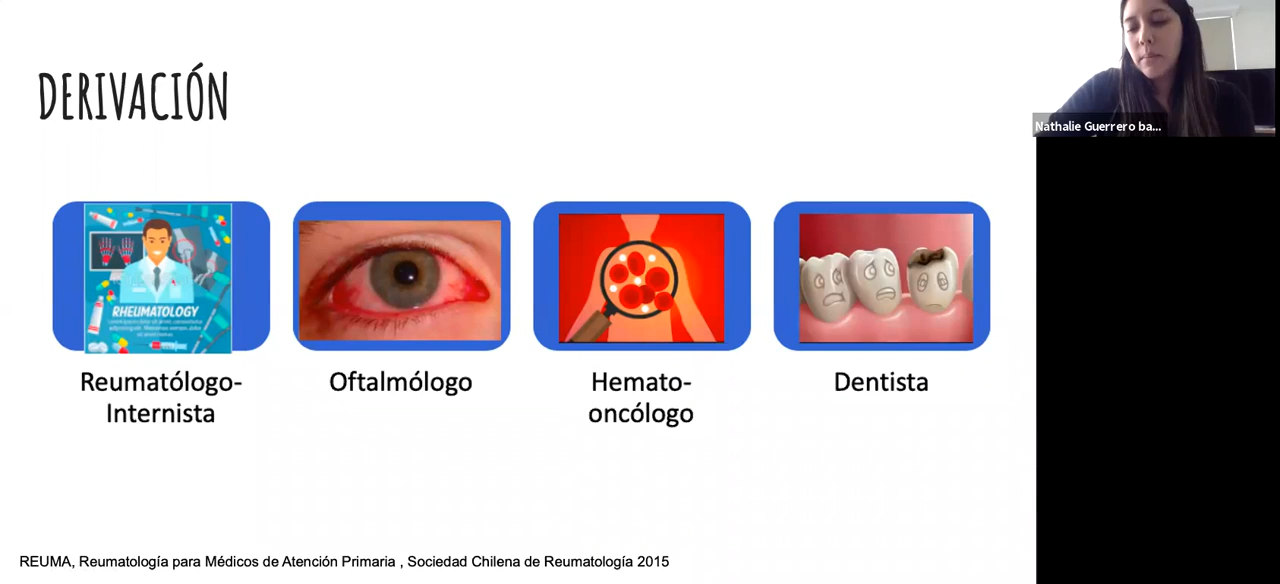 DERIVACIÓN
Nathalie Guerrero ba...
RHEUMATOLOGY
Reumatólogo-
Internista
Oftalmólogo
Hemato-
oncólogo
Dentista
REUMA, Reumatología para Médicos de Atención Primaria , Sociedad Chilena de Reumatología 2015